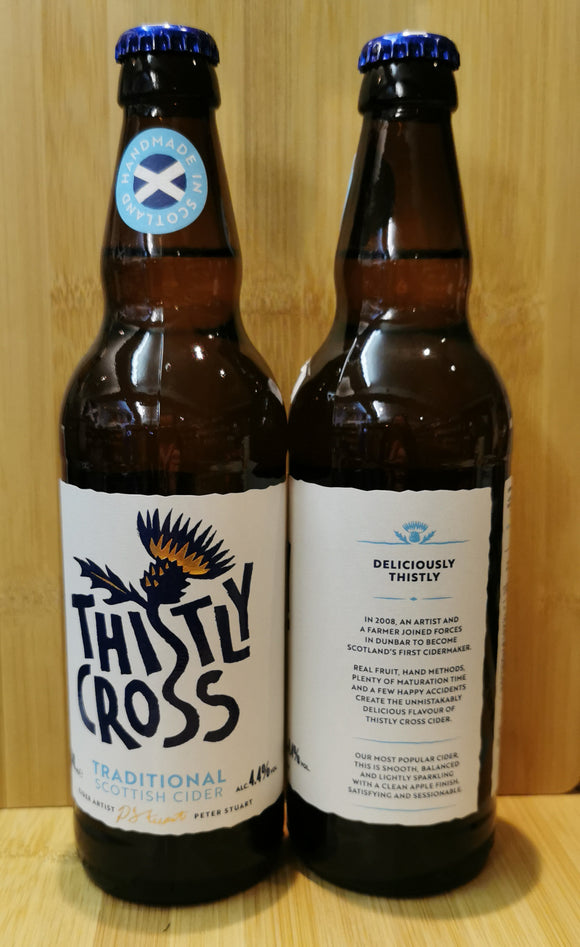 HANDMADE IN SCOTLAND
THISTLY
CROSS
TRADITIONAL
SCOTTISH CIDER
ALC 4.4% VOL
CIDER ARTIST
PETER STUART
DELICIOUSLY
THISTLY
IN 2008, AN ARTIST AND
A FARMER JOINED FORCES
IN DUNBAR TO BECOME
SCOTLAND'S FIRST CIDERMAKER.
REAL FRUIT, HAND METHODS,
PLENTY OF MATURATION TIME
AND A FEW HAPPY ACCIDENTS
CREATE THE UNMISTAKABLY
DELICIOUS FLAVOUR OF
THISTLY CROSS CIDER.
OUR MOST POPULAR CIDER,
THIS IS SMOOTH, BALANCED
AND LIGHTLY SPARKLING
WITH A CLEAN APPLE FINISH.
SATISFYING AND SESSIONABLE.